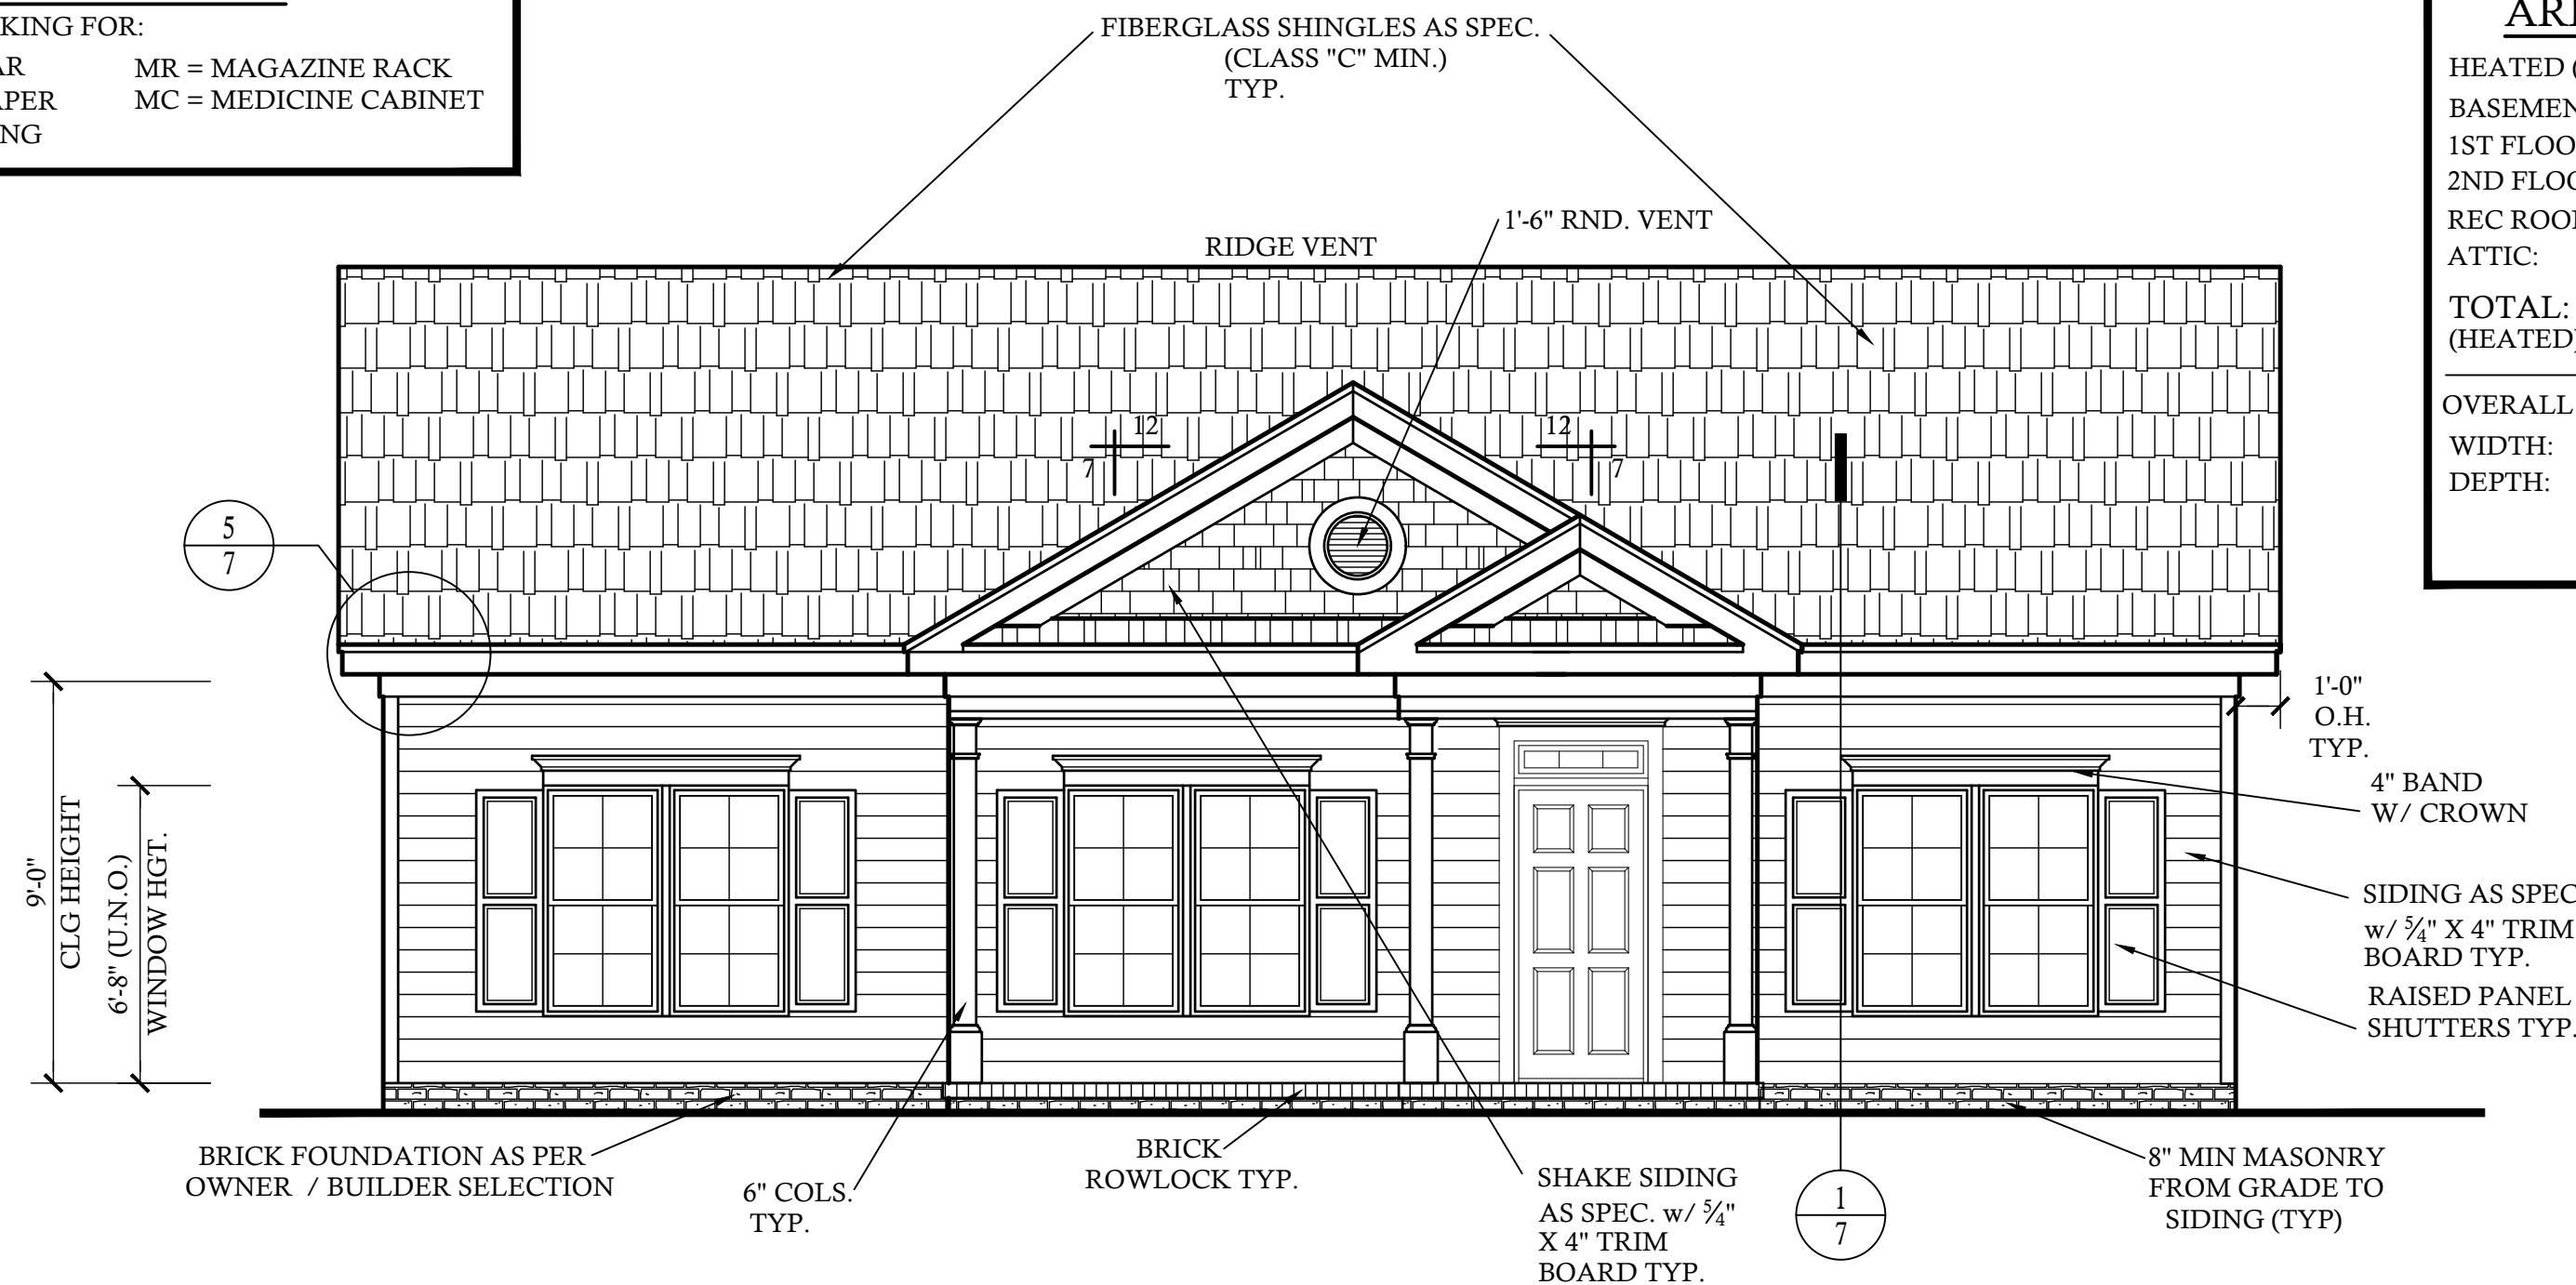 KING FOR:
AR
MR = MAGAZINE RACK
APER
MC = MEDICINE CABINET
NG
FIBERGLASS SHINGLES AS SPEC.
(CLASS "C" MIN.)
TYP.
HEATED (
BASEMEN
1ST FLOO
2ND FLOO
REC ROO
ATTIC:
TOTAL:
(HEATED)
OVERALL
WIDTH:
DEPTH:
1'-6" RND. VENT
RIDGE VENT
12
7
12
7
5
7
1'-0"
O.H.
TYP.
4" BAND
W/ CROWN
SIDING AS SPEC
w/ 5⁄4" X 4" TRIM
BOARD TYP.
RAISED PANEL
SHUTTERS TYP.
9'-0"
CLG HEIGHT
6'-8" (U.N.O.)
WINDOW HGT.
BRICK FOUNDATION AS PER
OWNER / BUILDER SELECTION
6" COLS.
TYP.
BRICK
ROWLOCK TYP.
SHAKE SIDING
AS SPEC. w/ 5⁄4"
X 4" TRIM
BOARD TYP.
1
7
8" MIN MASONRY
FROM GRADE TO
SIDING (TYP)